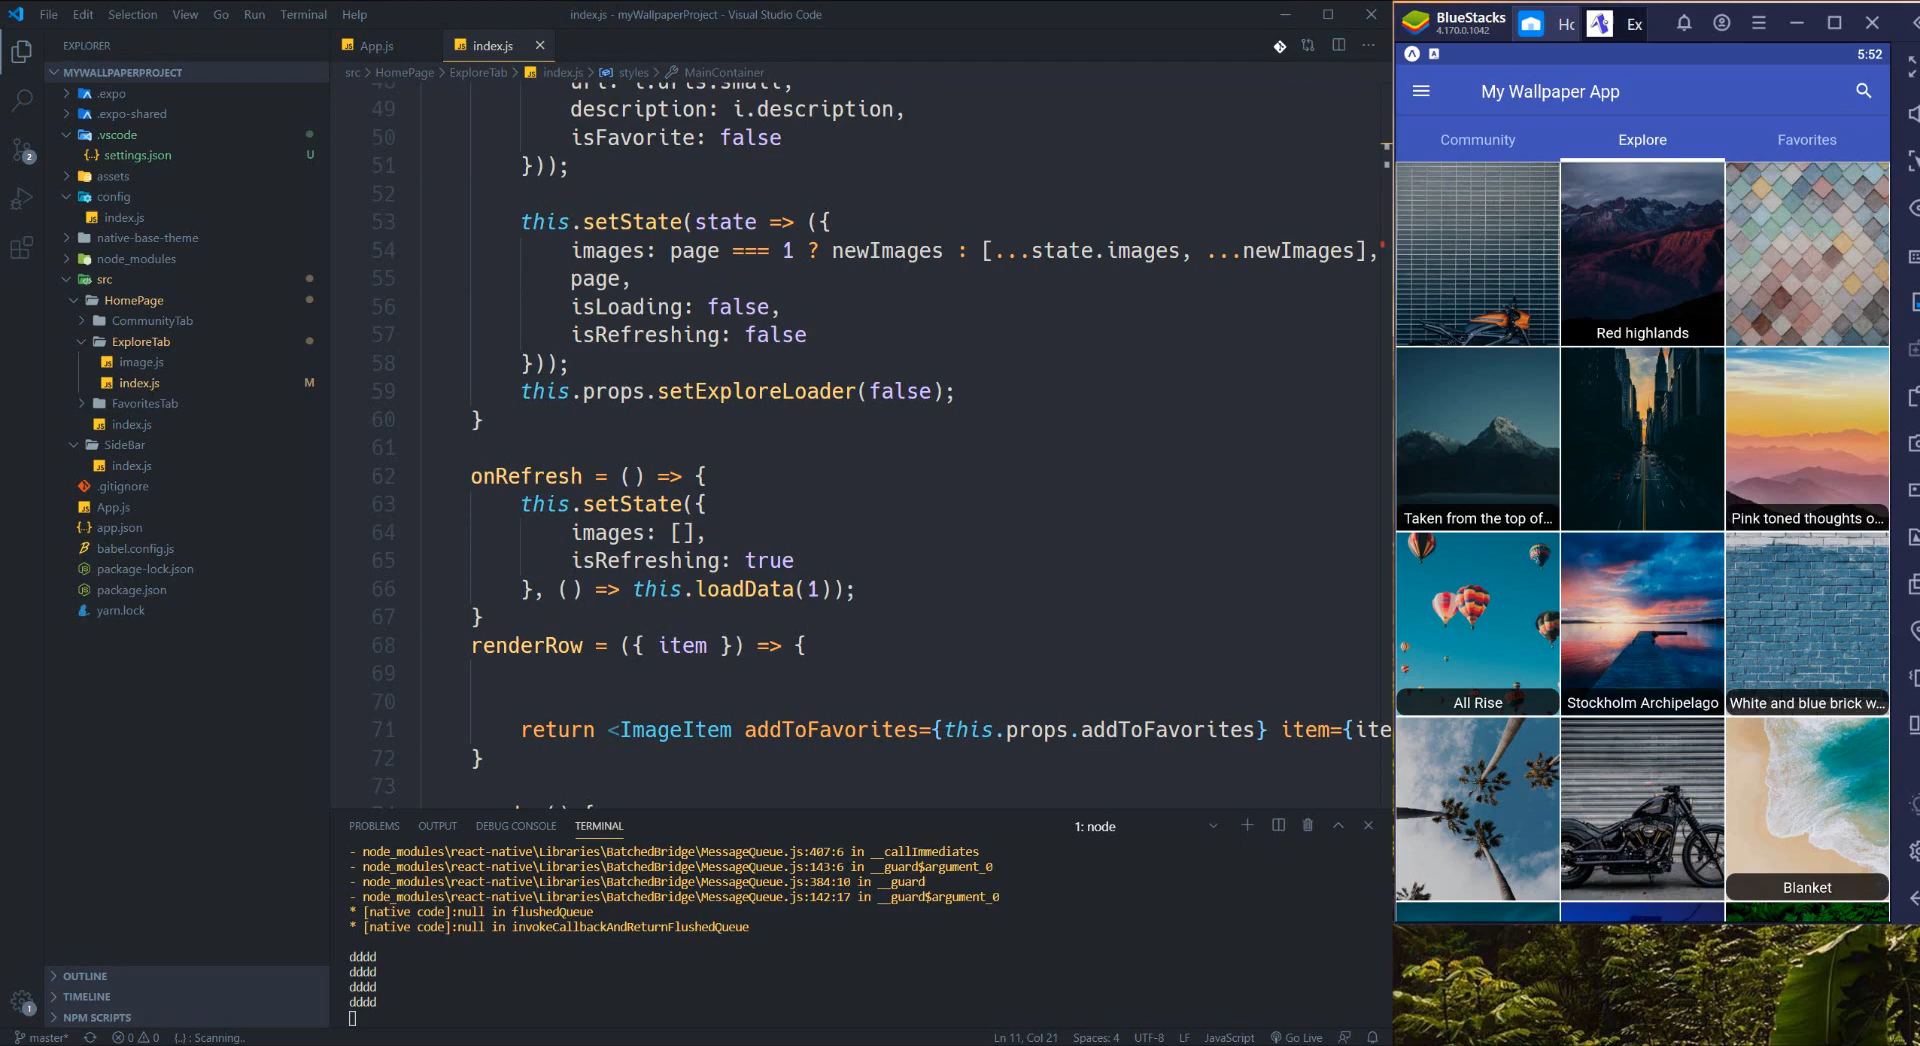 File Edit Selection View Go Run Terminal Help
index.js - myWallpaperProject - Visual Studio Code
EXPLORER
MYWALLPAPERPROJECT
.expo
.expo-shared
.vscode
settings.json U
assets
config
index.js
native-base-theme
node_modules
src
HomePage
CommunityTab
ExploreTab
image.js
index.js M
FavoritesTab
index.js
SideBar
index.js
.gitignore
App.js
app.json
babel.config.js
package-lock.json
package.json
yarn.lock
OUTLINE
TIMELINE
NPM SCRIPTS
2
1
App.js index.js
src > HomePage > ExploreTab > index.js > styles > MainContainer
url: i.urls.small,
49 description: i.description,
50 isFavorite: false
51 }));
52
53 this.setState(state => ({
54 images: page === 1 ? newImages : [...state.images, ...newImages],
55 page,
56 isLoading: false,
57 isRefreshing: false
58 }));
59 this.props.setExploreLoader(false);
60 }
61
62 onRefresh = () => {
63 this.setState({
64 images: [],
65 isRefreshing: true
66 }, () => this.loadData(1));
67 }
68 renderRow = ({ item }) => {
69
70
71 return <ImageItem addToFavorites={this.props.addToFavorites} item={ite
72 }
73
PROBLEMS OUTPUT DEBUG CONSOLE TERMINAL 1: node
- node_modules\react-native\Libraries\BatchedBridge\MessageQueue.js:407:6 in __callImmediates
- node_modules\react-native\Libraries\BatchedBridge\MessageQueue.js:143:6 in __guard$argument_0
- node_modules\react-native\Libraries\BatchedBridge\MessageQueue.js:384:10 in __guard
- node_modules\react-native\Libraries\BatchedBridge\MessageQueue.js:142:17 in __guard$argument_0
* [native code]:null in flushedQueue
* [native code]:null in invokeCallbackAndReturnFlushedQueue
dddd
dddd
dddd
dddd
master* 0 0 {..} : Scanning.. Ln 11, Col 21 Spaces: 4 UTF-8 LF JavaScript Go Live
BlueStacks
4.170.0.1042
Ex
5:52
My Wallpaper App
Community Explore Favorites
Red highlands
Taken from the top of...
Pink toned thoughts o...
All Rise
Stockholm Archipelago
White and blue brick w...
Blanket